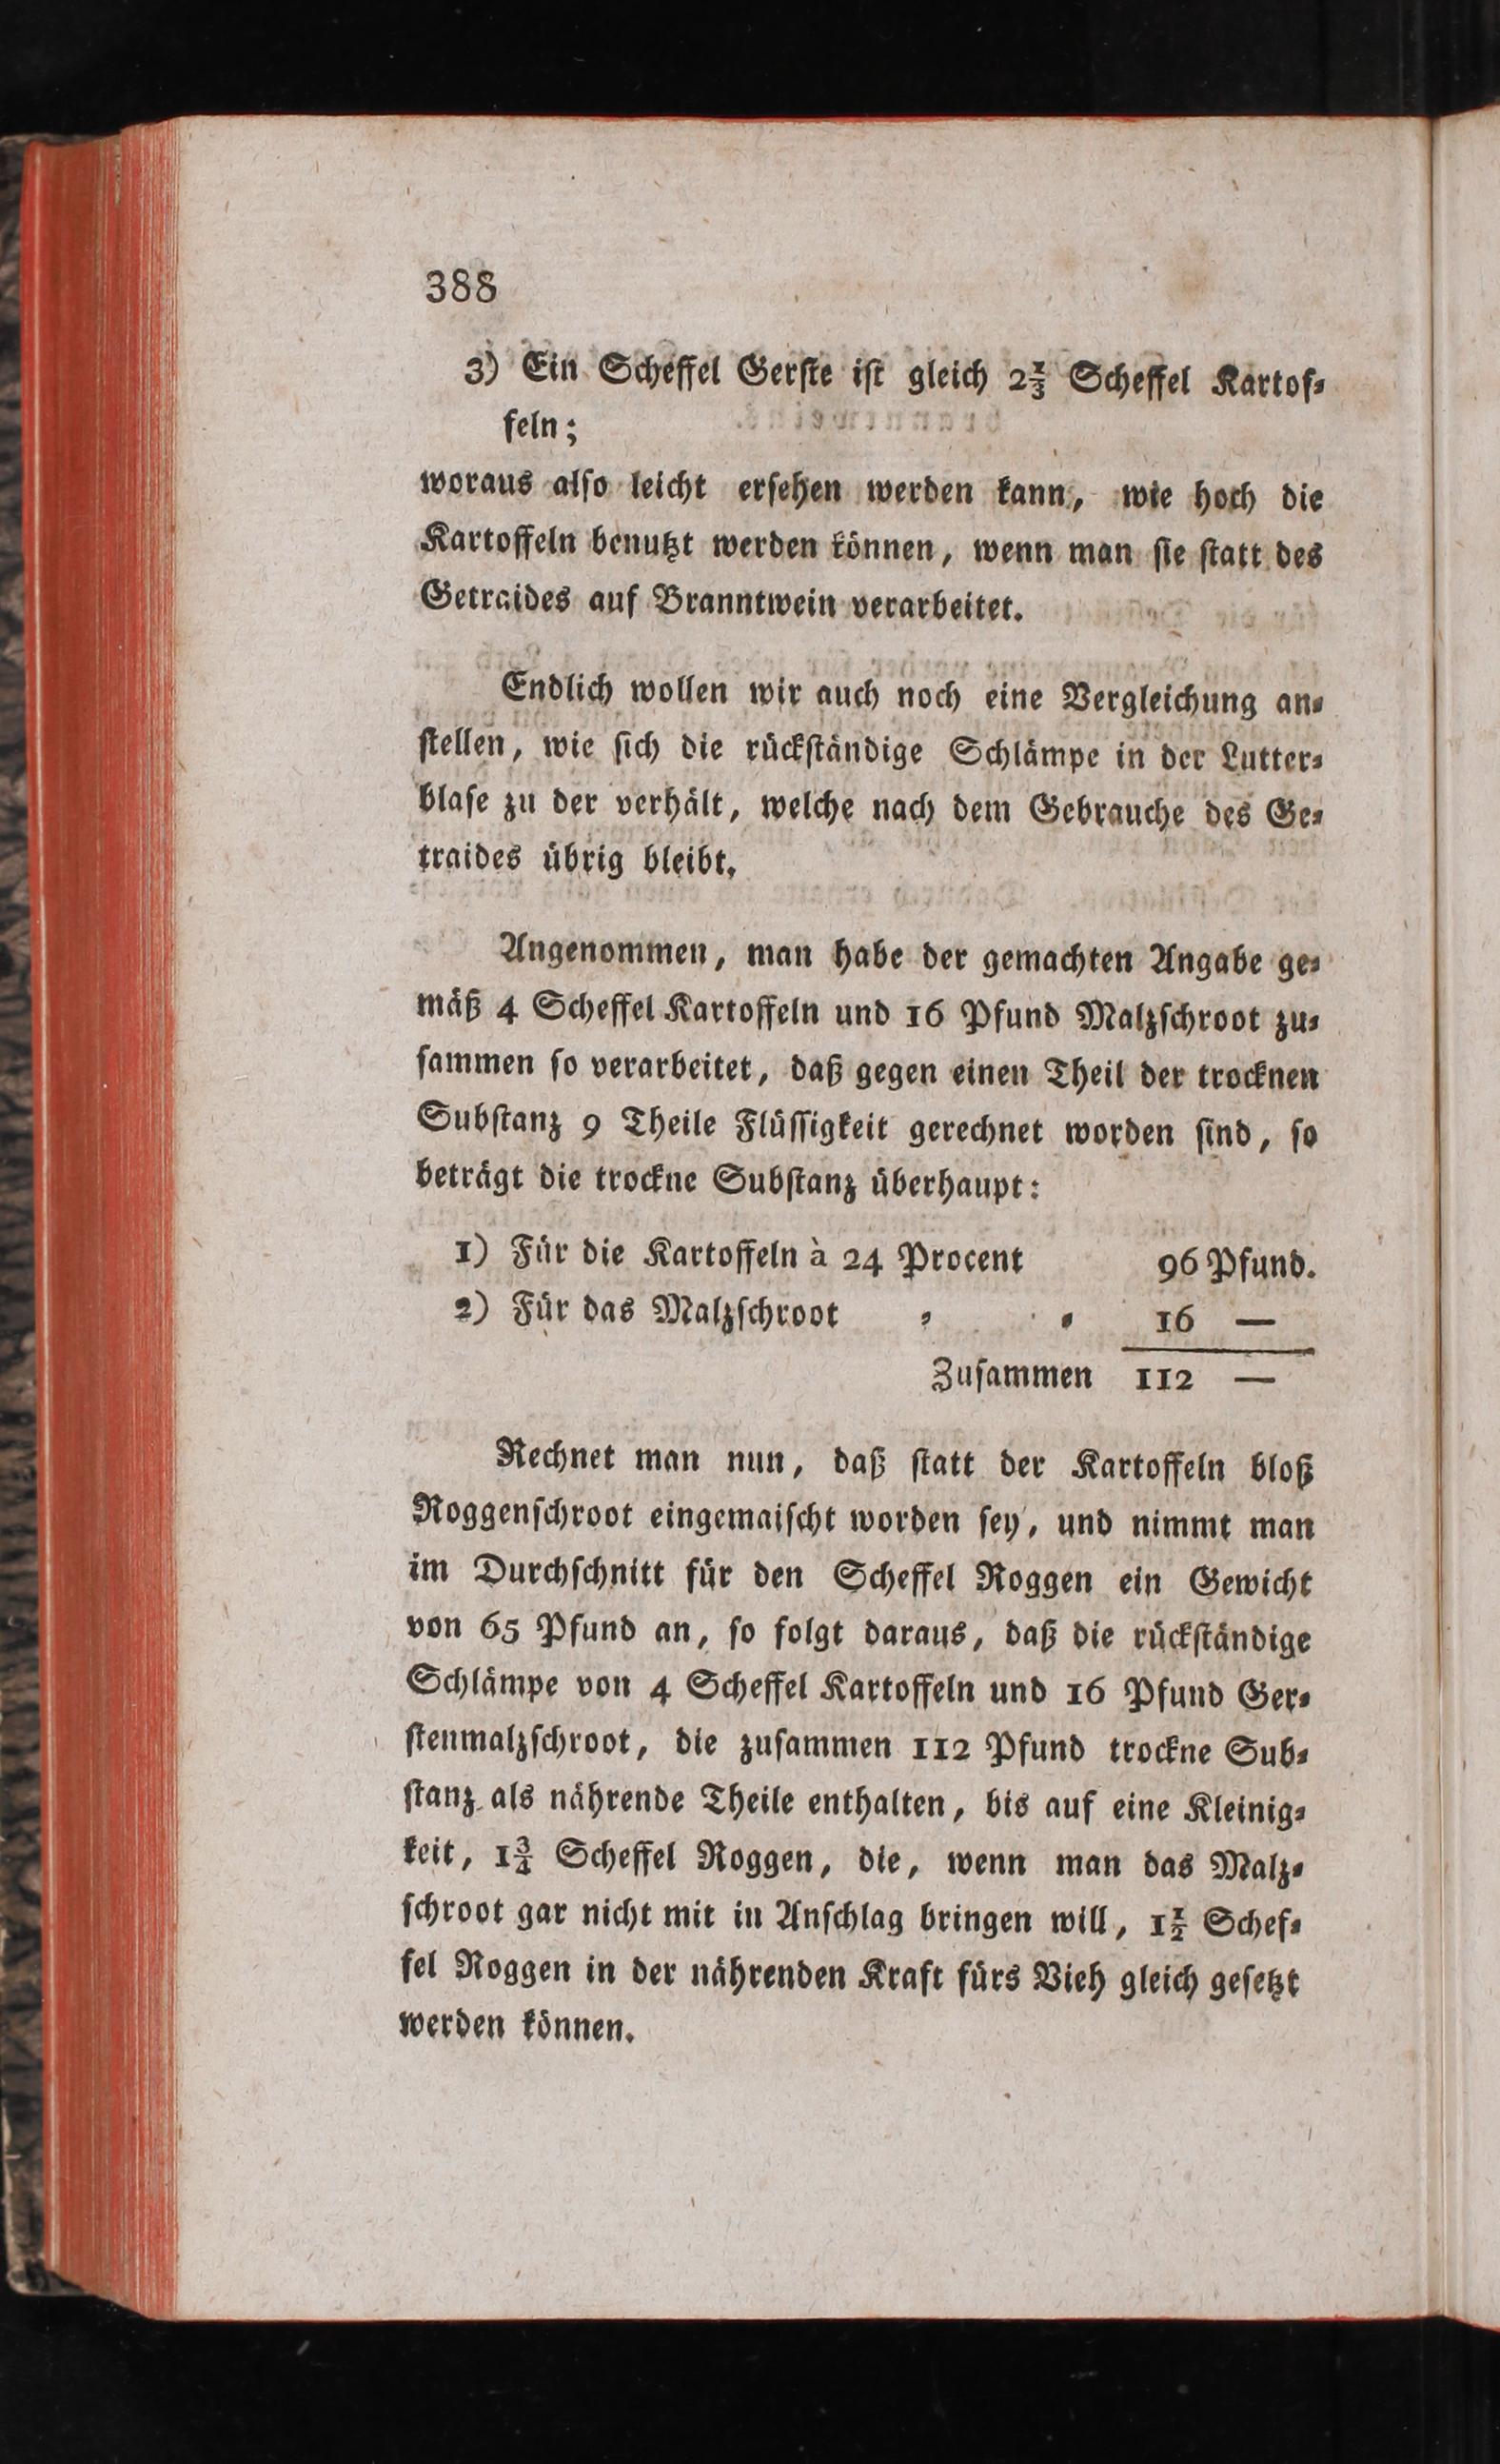 388
3) Ein Scheffel Gerſte iſt gleich 2⅓ Scheffel Kartof⸗
feln;
woraus alſo leicht erſehen werden kann, wie hoch die
Kartoffeln benutzt werden können, wenn man ſie ſtatt des
Getraides auf Branntwein verarbeitet.
Endlich wollen wir auch noch eine Vergleichung an⸗
ſtellen, wie ſich die rückſtändige Schlämpe in der Lutter⸗
blaſe zu der verhält, welche nach dem Gebrauche des Ge⸗
traides übrig bleibt.
Angenommen, man habe der gemachten Angabe ge⸗
mäß 4 Scheffel Kartoffeln und 16 Pfund Malzſchroot zu⸗
ſammen ſo verarbeitet, daß gegen einen Theil der trocknen
Subſtanz 9 Theile Flüſſigkeit gerechnet worden ſind, ſo
beträgt die trockne Subſtanz überhaupt:
1) Für die Kartoffeln à 24 Procent 96 Pfund.
2) Für das Malzſchroot ⸗ ⸗ 16 —
Zuſammen 112 —
Rechnet man nun, daß ſtatt der Kartoffeln bloß
Roggenſchroot eingemaiſcht worden ſey, und nimmt man
im Durchſchnitt für den Scheffel Roggen ein Gewicht
von 65 Pfund an, ſo folgt daraus, daß die rückſtändige
Schlämpe von 4 Scheffel Kartoffeln und 16 Pfund Ger⸗
ſtenmalzſchroot, die zuſammen 112 Pfund trockne Sub⸗
ſtanz als nährende Theile enthalten, bis auf eine Kleinig⸗
keit, 1¾ Scheffel Roggen, die, wenn man das Malz⸗
ſchroot gar nicht mit in Anſchlag bringen will, 1½ Schef⸗
fel Roggen in der nährenden Kraft fürs Vieh gleich geſetzt
werden können.